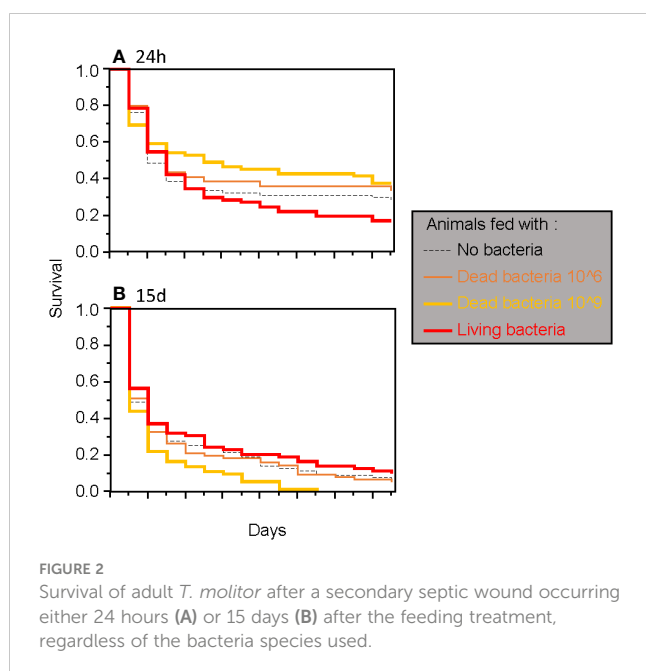 A 24h
1.0
0.8
0.6
0.4
0.2
0.0
Survival
B 15d
1.0
0.8
0.6
0.4
0.2
0.0
Days
Animals fed with :
No bacteria
Dead bacteria 10^6
Dead bacteria 10^9
Living bacteria
FIGURE 2
Survival of adult T. molitor after a secondary septic wound occurring
either 24 hours (A) or 15 days (B) after the feeding treatment,
regardless of the bacteria species used.